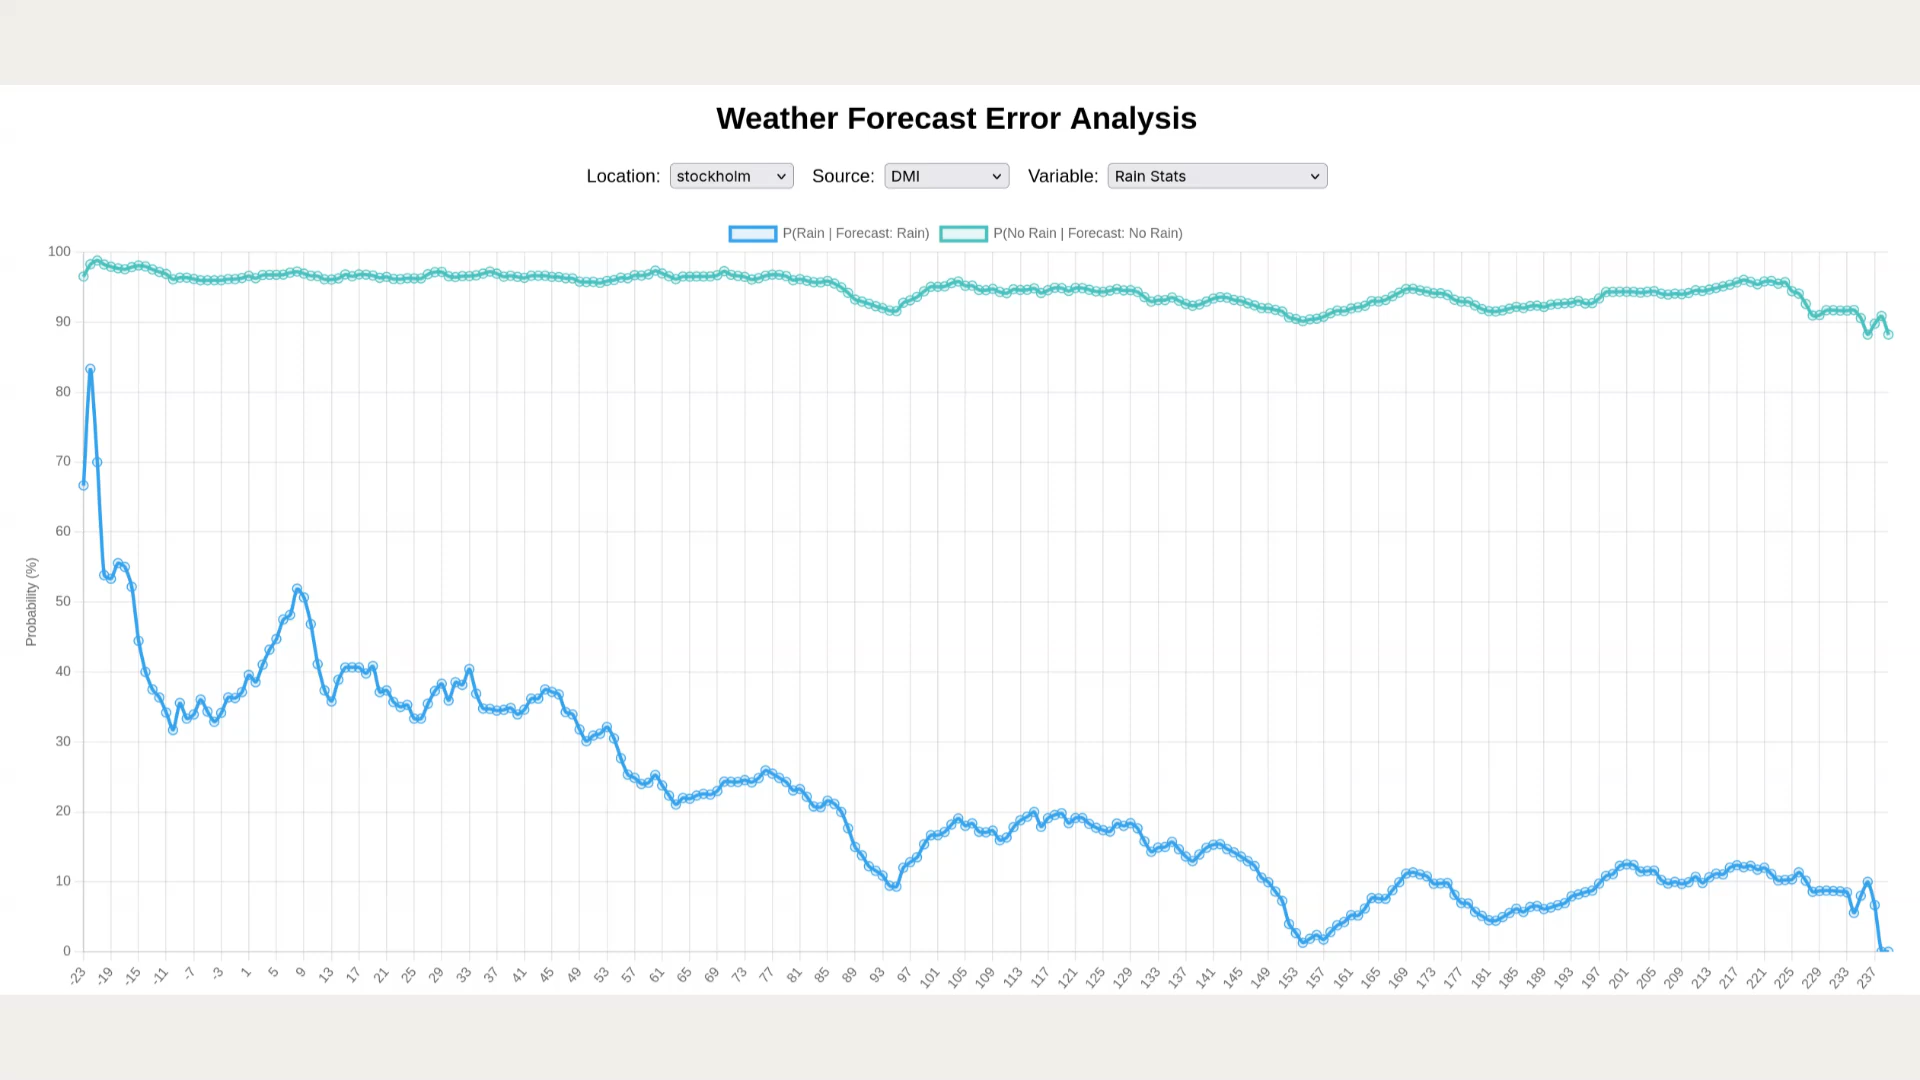 Weather Forecast Error Analysis
Location: stockholm Source: DMI Variable: Rain Stats
P(Rain | Forecast: Rain) P(No Rain | Forecast: No Rain)
100
90
80
70
60
50
40
30
20
10
0
Probability (%)
-23 -19 -15 -11 -7 -3 1 5 9 13 17 21 25 29 33 37 41 45 49 53 57 61 65 69 73 77 81 85 89 93 97 101 105 109 113 117 121 125 129 133 137 141 145 149 153 157 161 165 169 173 177 181 185 189 193 197 201 205 209 213 217 221 225 229 233 237